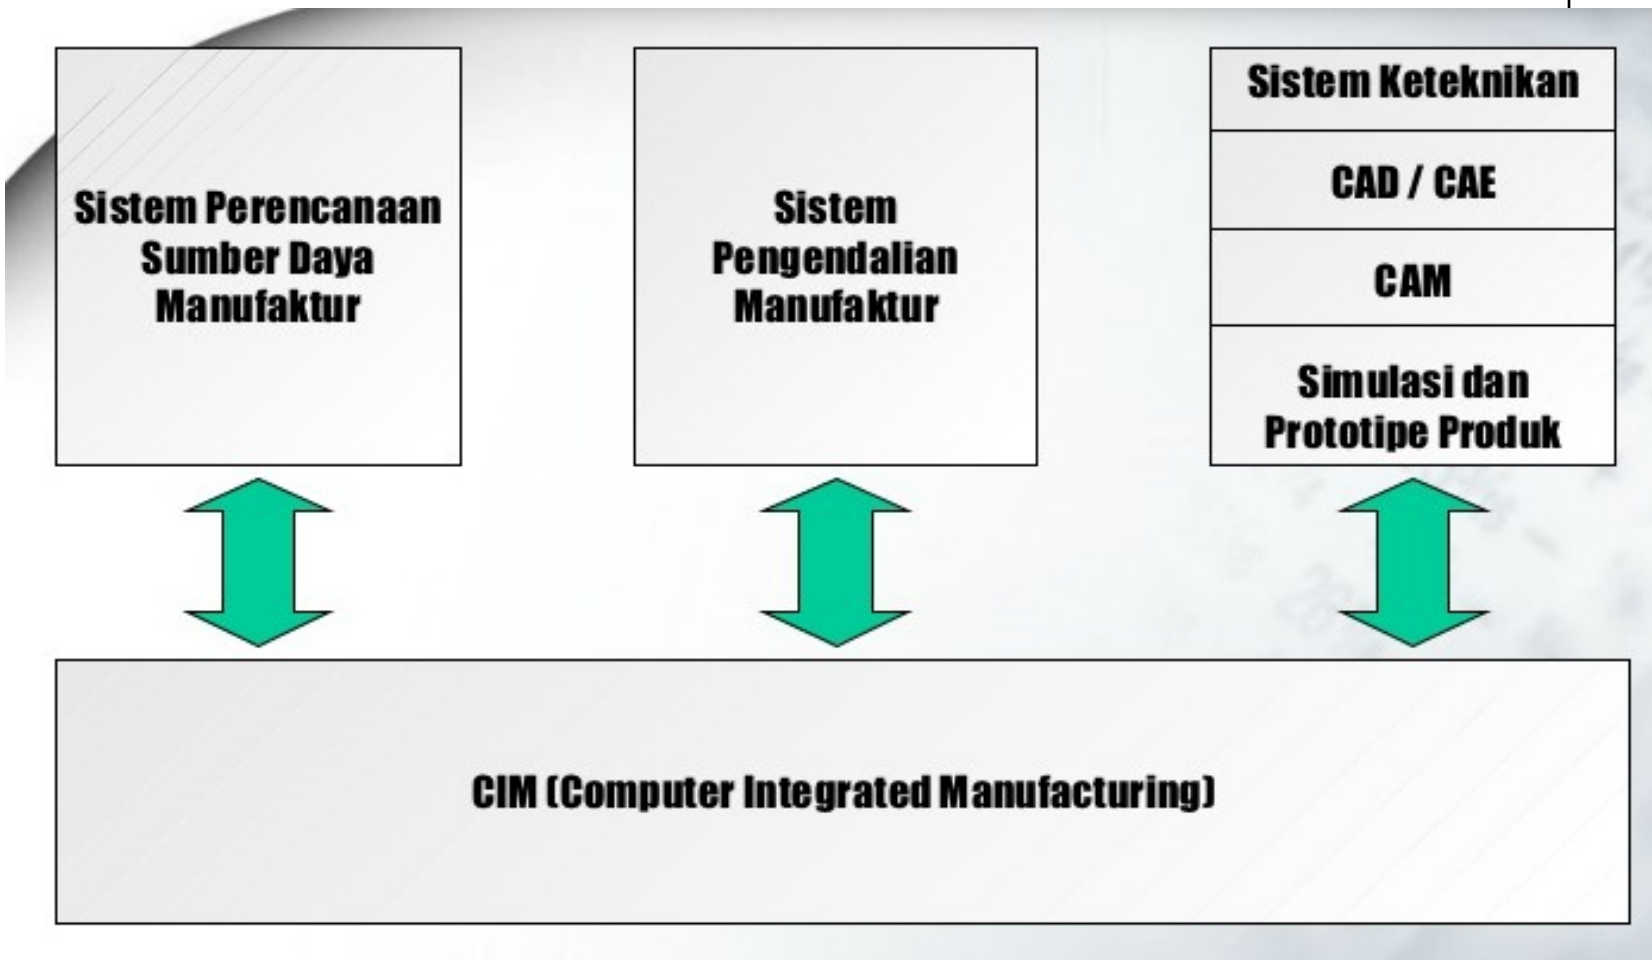 Sistem Perencanaan
Sumber Daya
Manufaktur
Sistem
Pengendalian
Manufaktur
Sistem Keteknikan
CAD / CAE
CAM
Simulasi dan
Prototipe Produk
CIM (Computer Integrated Manufacturing)